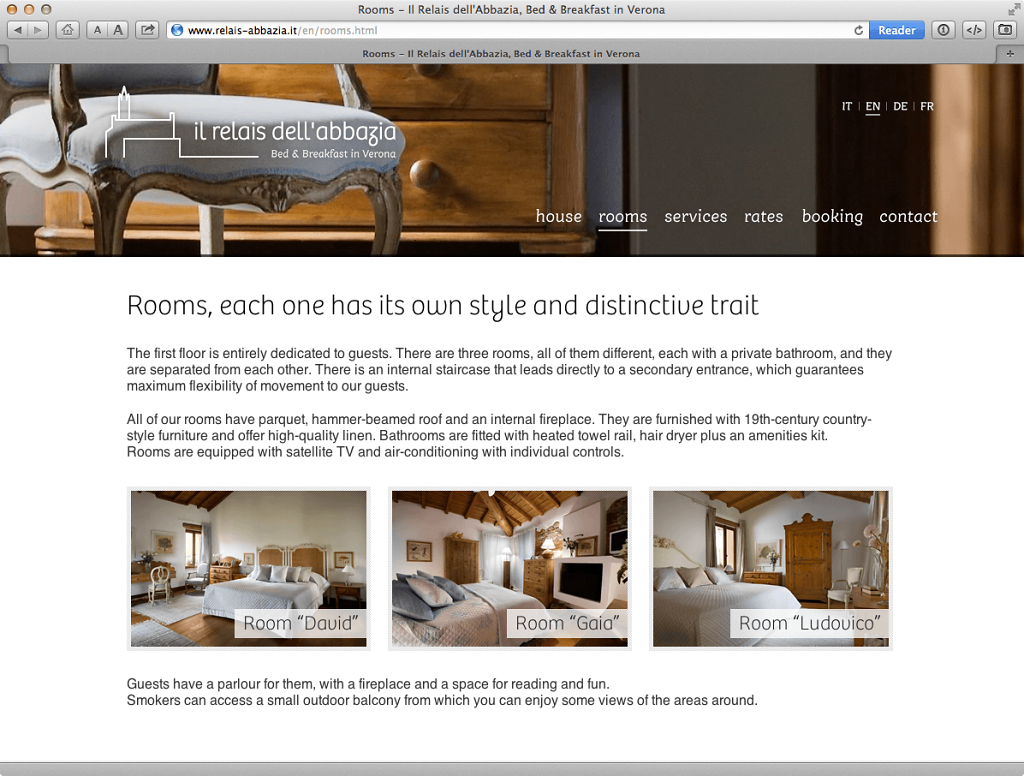 Rooms – Il Relais dell'Abbazia, Bed & Breakfast in Verona
A A www.relais-abbazia.it/en/rooms.html Reader
Rooms – Il Relais dell'Abbazia, Bed & Breakfast in Verona
IT | EN | DE | FR
il relais dell'abbazia
Bed & Breakfast in Verona
house rooms services rates booking contact
Rooms, each one has its own style and distinctive trait
The first floor is entirely dedicated to guests. There are three rooms, all of them different, each with a private bathroom, and they
are separated from each other. There is an internal staircase that leads directly to a secondary entrance, which guarantees
maximum flexibility of movement to our guests.
All of our rooms have parquet, hammer-beamed roof and an internal fireplace. They are furnished with 19th-century country-
style furniture and offer high-quality linen. Bathrooms are fitted with heated towel rail, hair dryer plus an amenities kit.
Rooms are equipped with satellite TV and air-conditioning with individual controls.
Room “David” Room “Gaia” Room “Ludovico”
Guests have a parlour for them, with a fireplace and a space for reading and fun.
Smokers can access a small outdoor balcony from which you can enjoy some views of the areas around.